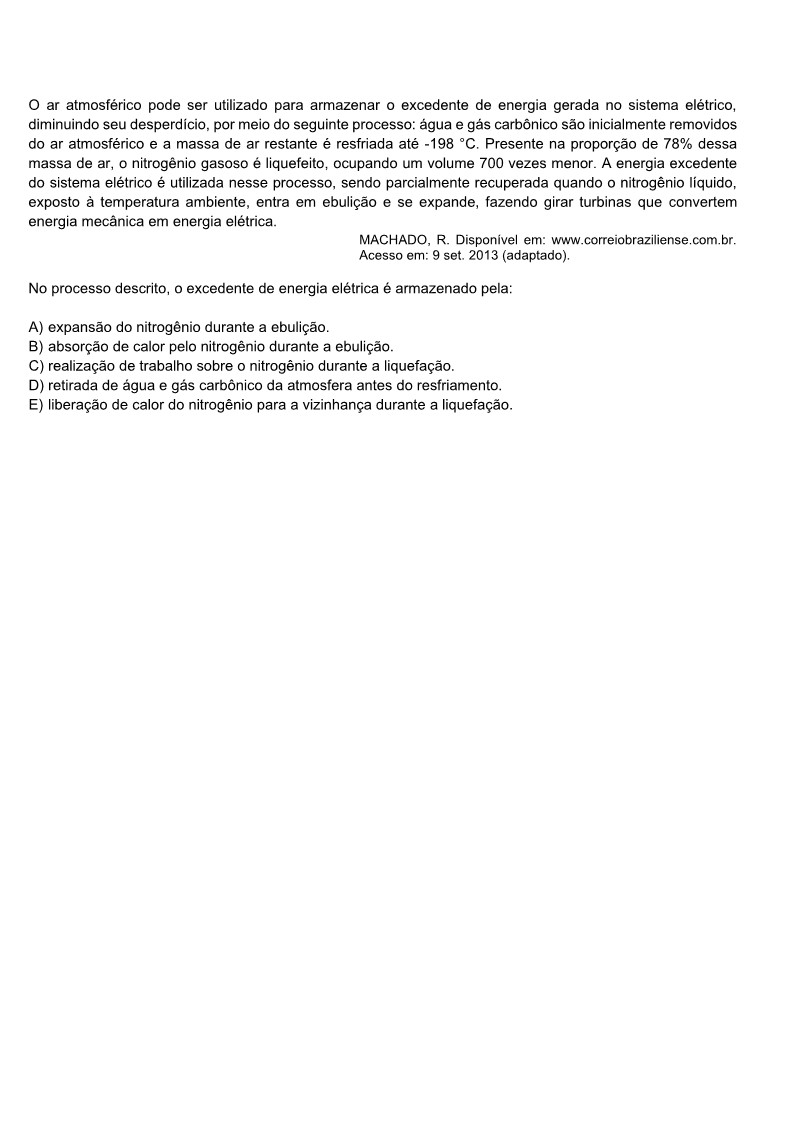 O ar atmosférico pode ser utilizado para armazenar o excedente de energia gerada no sistema elétrico,
diminuindo seu desperdício, por meio do seguinte processo: água e gás carbônico são inicialmente removidos
do ar atmosférico e a massa de ar restante é resfriada até -198 °C. Presente na proporção de 78% dessa
massa de ar, o nitrogênio gasoso é liquefeito, ocupando um volume 700 vezes menor. A energia excedente
do sistema elétrico é utilizada nesse processo, sendo parcialmente recuperada quando o nitrogênio líquido,
exposto à temperatura ambiente, entra em ebulição e se expande, fazendo girar turbinas que convertem
energia mecânica em energia elétrica.
MACHADO, R. Disponível em: www.correiobraziliense.com.br.
Acesso em: 9 set. 2013 (adaptado).
No processo descrito, o excedente de energia elétrica é armazenado pela:
A) expansão do nitrogênio durante a ebulição.
B) absorção de calor pelo nitrogênio durante a ebulição.
C) realização de trabalho sobre o nitrogênio durante a liquefação.
D) retirada de água e gás carbônico da atmosfera antes do resfriamento.
E) liberação de calor do nitrogênio para a vizinhança durante a liquefação.